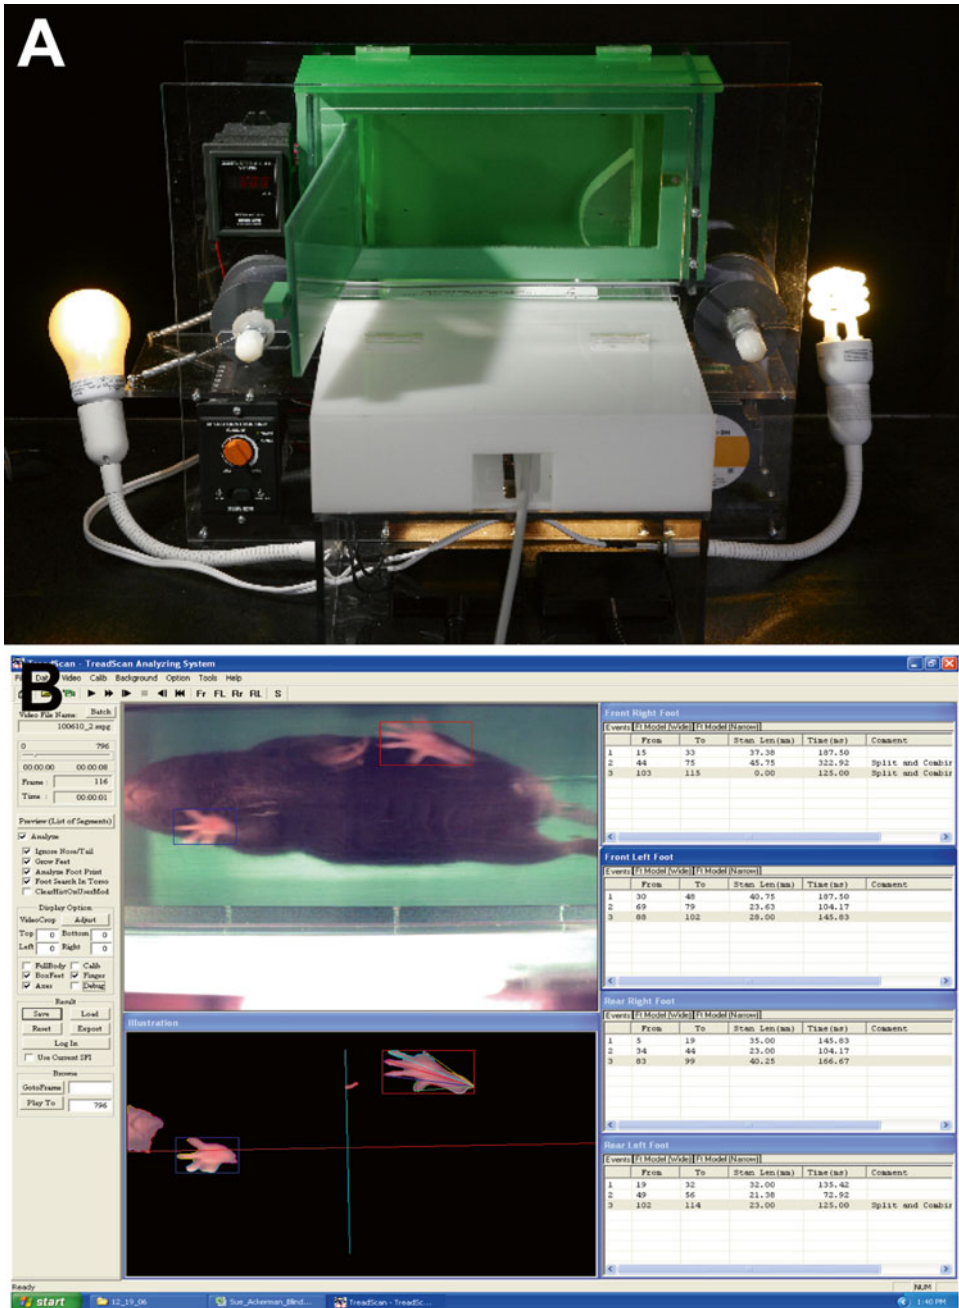 A
TreadScan - TreadScan Analyzing System
B
Video Calib Background Option Tools Help
Fr FL Rr RL S
Video File Name: Batch
100610_2.mpg
0 796
00:00:00 00:00:08
Frame : 116
Time : 00:00:01
Preview (List of Segments)
Analyze
Ignore Nose/Tail
Grow Feet
Analyze Foot Print
Foot Search In Torso
ClearHistOnUserMod
Display Option
VideoCrop Adjust
Top 0 Bottom 0
Left 0 Right 0
FullBody Calib
BoxFeet Finger
Axes Debug
Result
Save Load
Reset Export
Log In
Use Current SFI
Browse
GotoFrame
Play To 796
Illustration
Front Right Foot
Events Ft Model (Wide) Ft Model (Narrow)
From To Stan Len(mm) Time(ms) Comment
1 15 33 37.38 187.50
2 44 75 45.75 322.92 Split and Combin
3 103 115 0.00 125.00 Split and Combin
Front Left Foot
Events Ft Model (Wide) Ft Model (Narrow)
From To Stan Len(mm) Time(ms) Comment
1 30 48 40.75 187.50
2 69 79 23.63 104.17
3 88 102 28.00 145.83
Rear Right Foot
Events Ft Model (Wide) Ft Model (Narrow)
From To Stan Len(mm) Time(ms) Comment
1 5 19 35.00 145.83
2 34 44 23.00 104.17
3 83 99 40.25 166.67
Rear Left Foot
Events Ft Model (Wide) Ft Model (Narrow)
From To Stan Len(mm) Time(ms) Comment
1 19 32 32.00 135.42
2 49 56 21.38 72.92
3 102 114 23.00 125.00 Split and Combin
Ready NUM
start 12_19_06 Sue_Ackerman_Blind... TreadScan - TreadSc... 1:40 PM